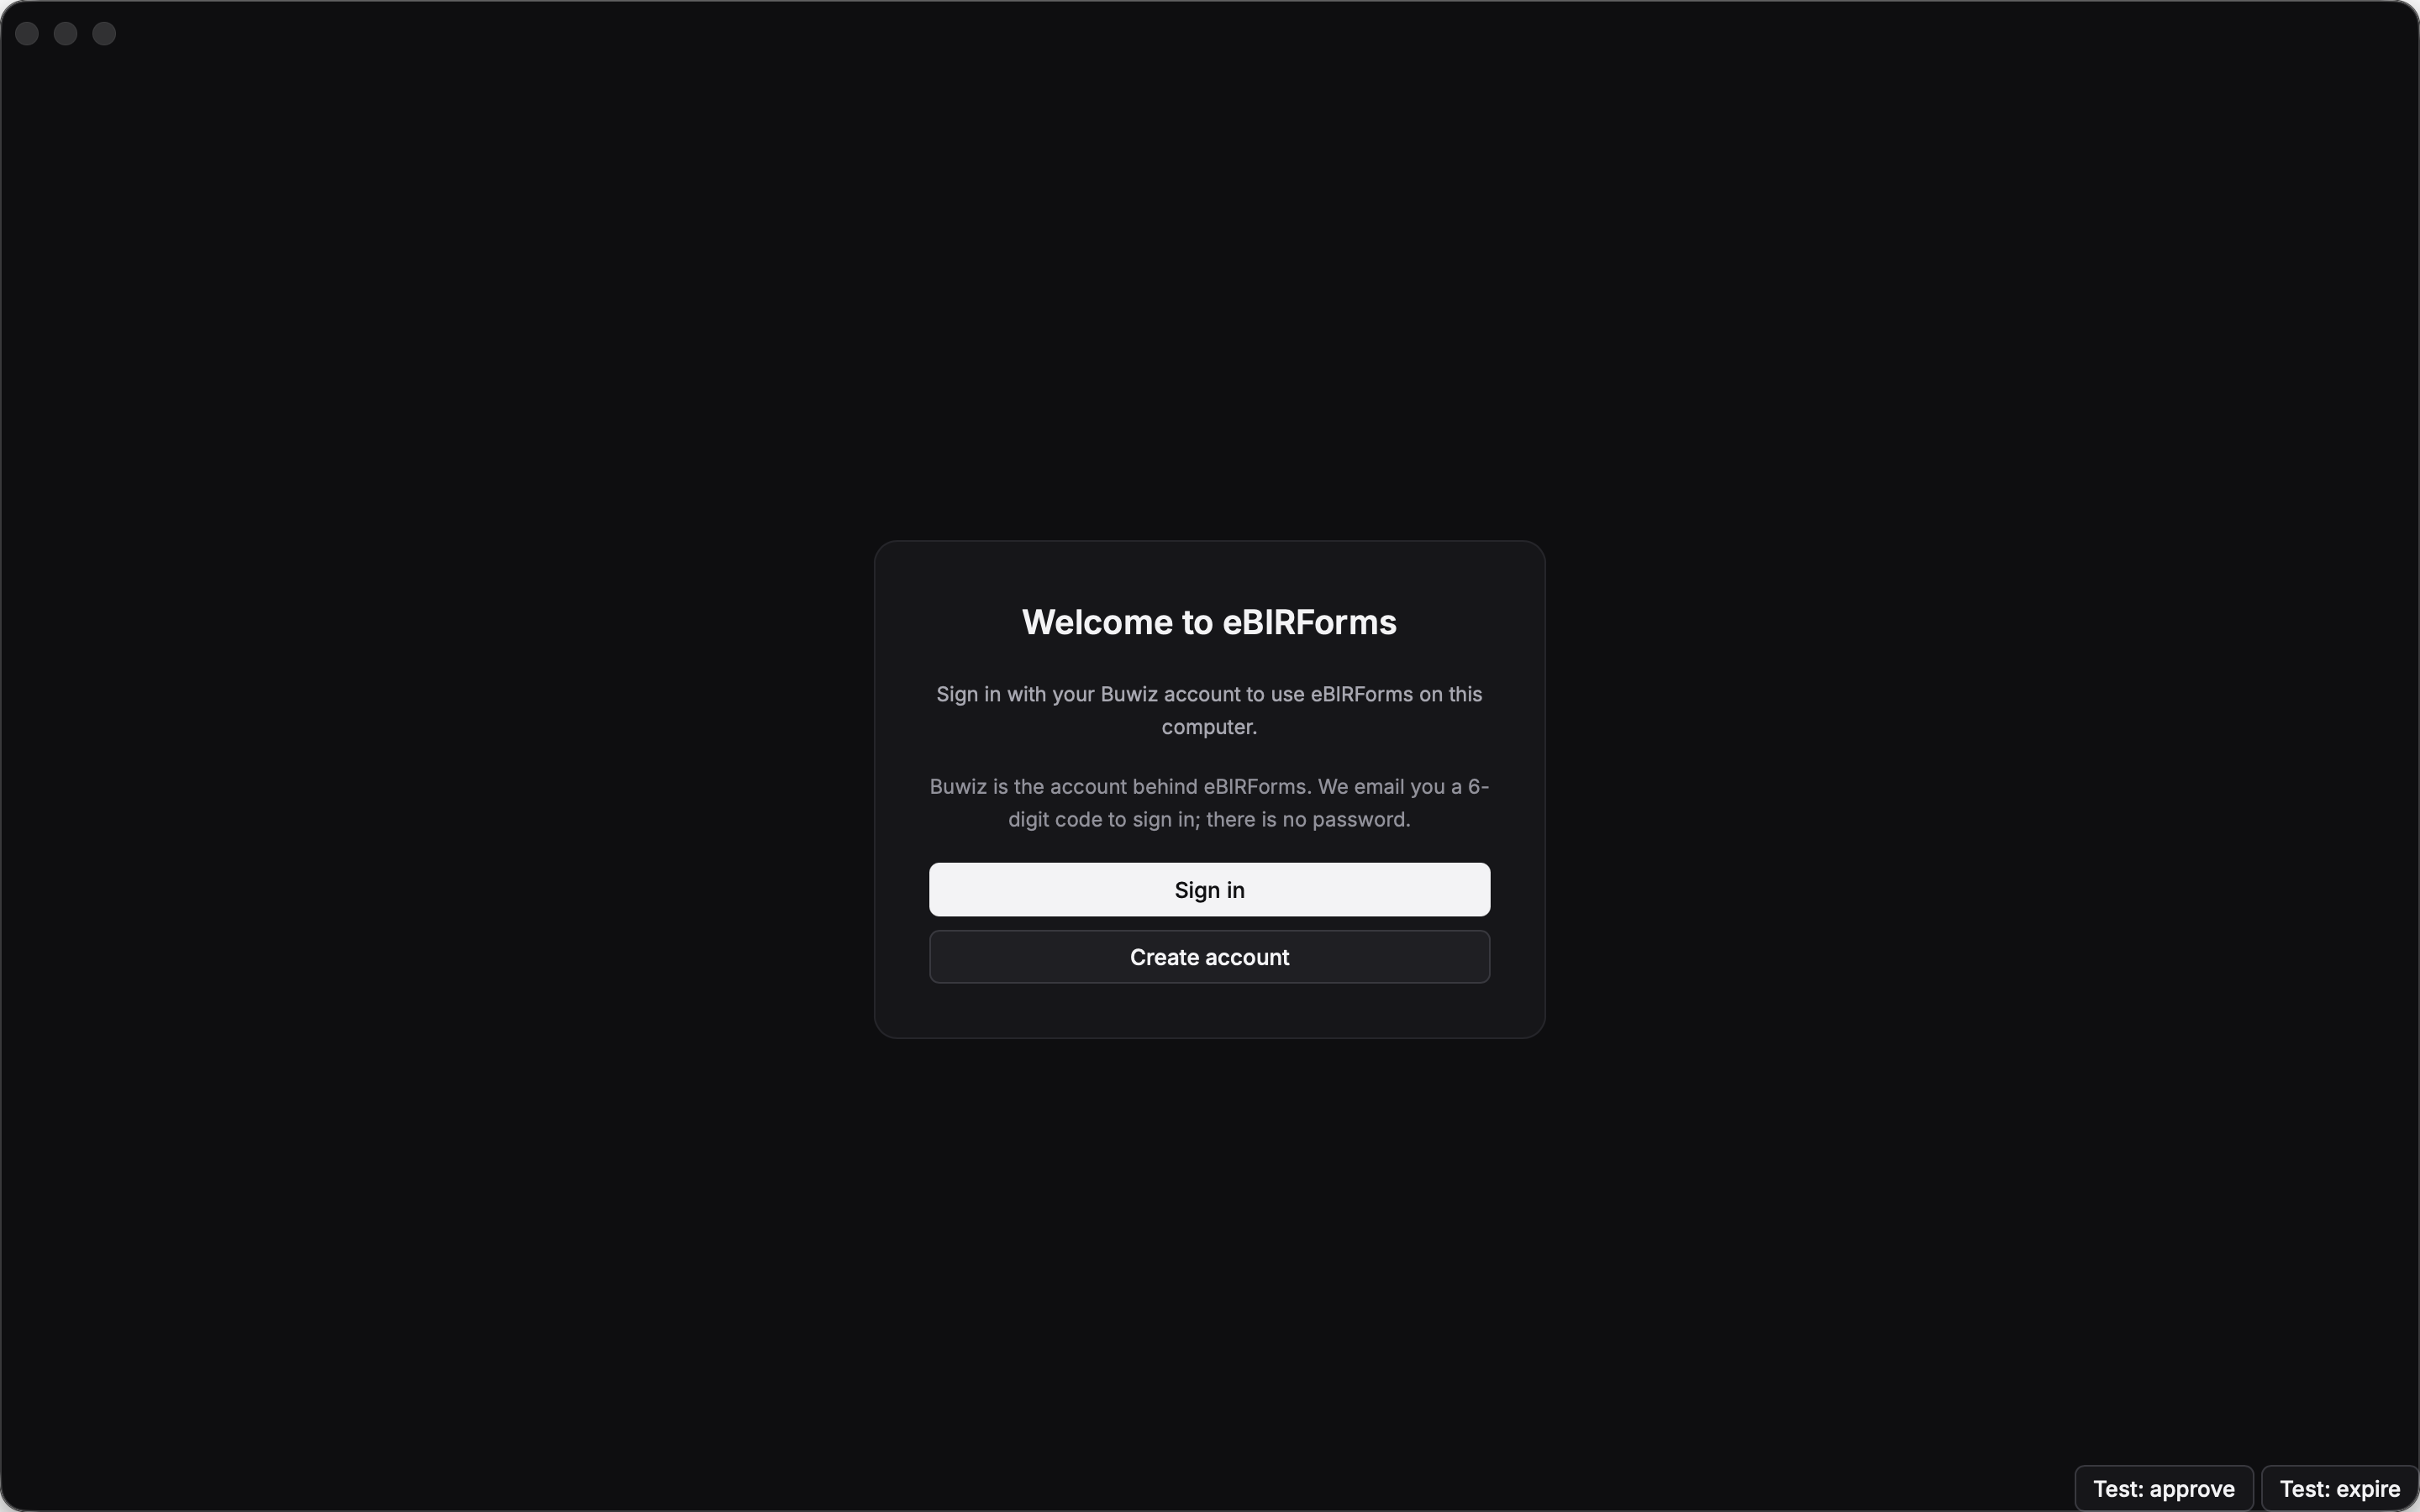 Welcome to eBIRForms
Sign in with your Buwiz account to use eBIRForms on this
computer.
Buwiz is the account behind eBIRForms. We email you a 6-
digit code to sign in; there is no password.
Sign in
Create account
Test: approve
Test: expire